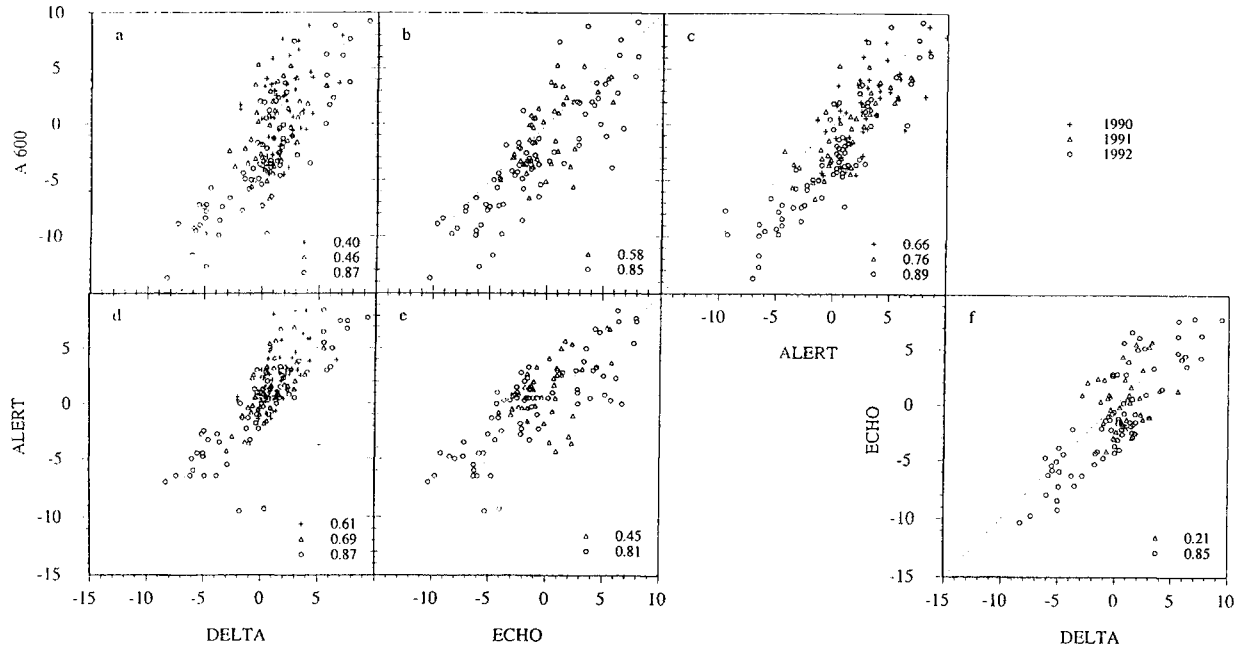 a
b
c
A 600
10
5
0
-5
-10
+ 0.40
△ 0.46
○ 0.87
△ 0.58
○ 0.85
+ 0.66
△ 0.76
○ 0.89
+ 1990
△ 1991
○ 1992
d
e
f
ALERT
5
0
-5
-10
-15
+ 0.61
△ 0.69
○ 0.87
△ 0.45
○ 0.81
-10 -5 0 5 10
ALERT
ECHO
5
0
-5
-10
-15
△ 0.21
○ 0.85
-15 -10 -5 0 5
DELTA
-10 -5 0 5 10
ECHO
-15 -10 -5 0 5 10
DELTA